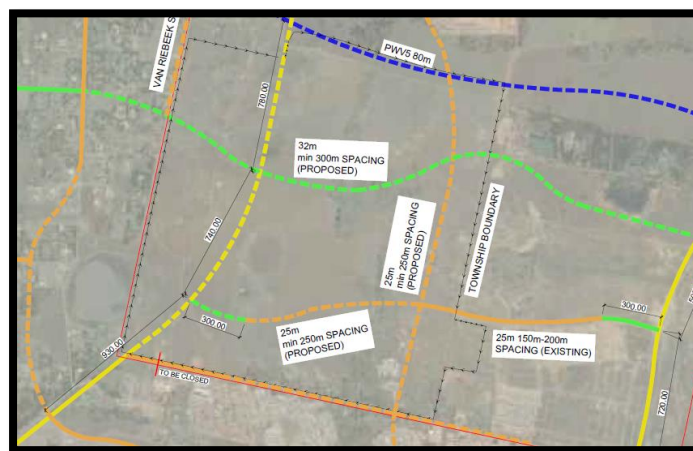 VAN RIEBEEK S
PWV5 80m
780.00
32m
min 300m SPACING
(PROPOSED)
740.00
25m
min 250m SPACING
(PROPOSED)
TOWNSHIP BOUNDARY
300.00
25m
min 250m SPACING
(PROPOSED)
300.00
25m 150m-200m
SPACING (EXISTING)
930.00
TO BE CLOSED
720.00